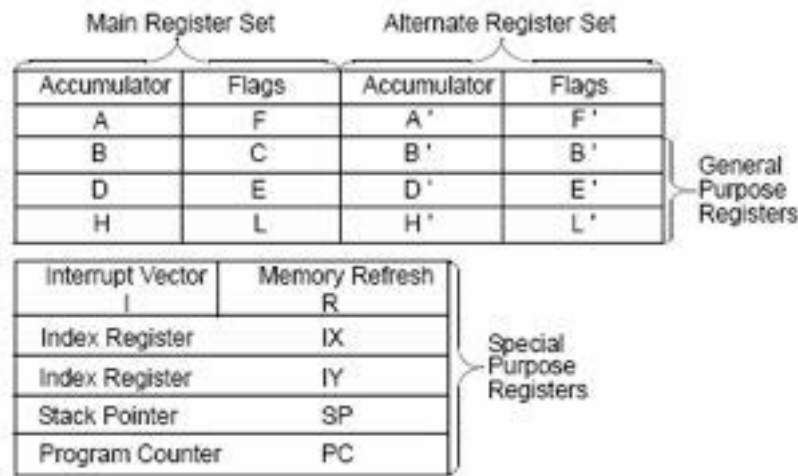 Main Register Set Alternate Register Set
Accumulator Flags Accumulator Flags
A F A ' F '
B C B ' B '
D E D ' E '
H L H ' L '
General
Purpose
Registers
Interrupt Vector Memory Refresh
I R
Index Register IX
Index Register IY
Stack Pointer SP
Program Counter PC
Special
Purpose
Registers